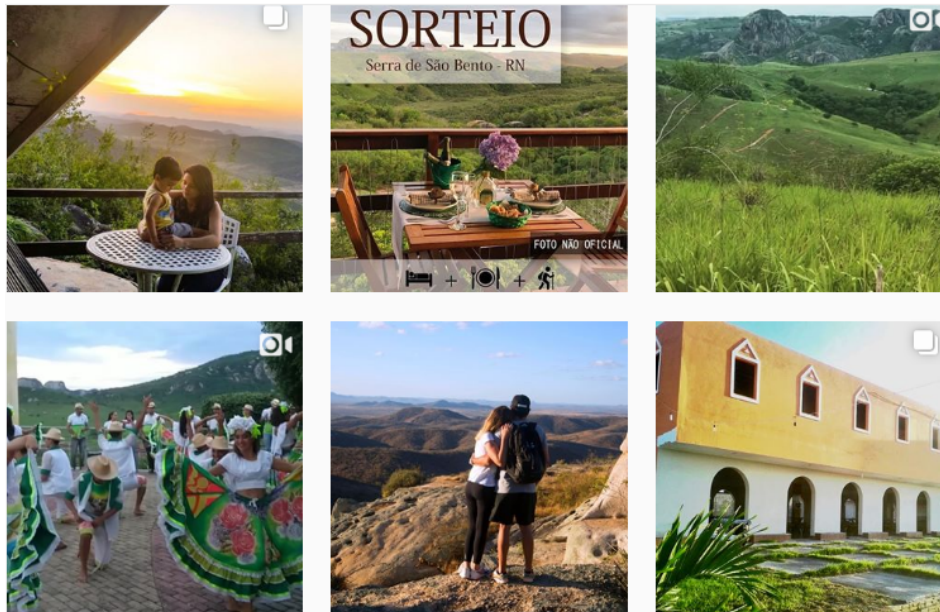 SORTEIO
Serra de São Bento - RN
FOTO NÃO OFICIAL
+ +